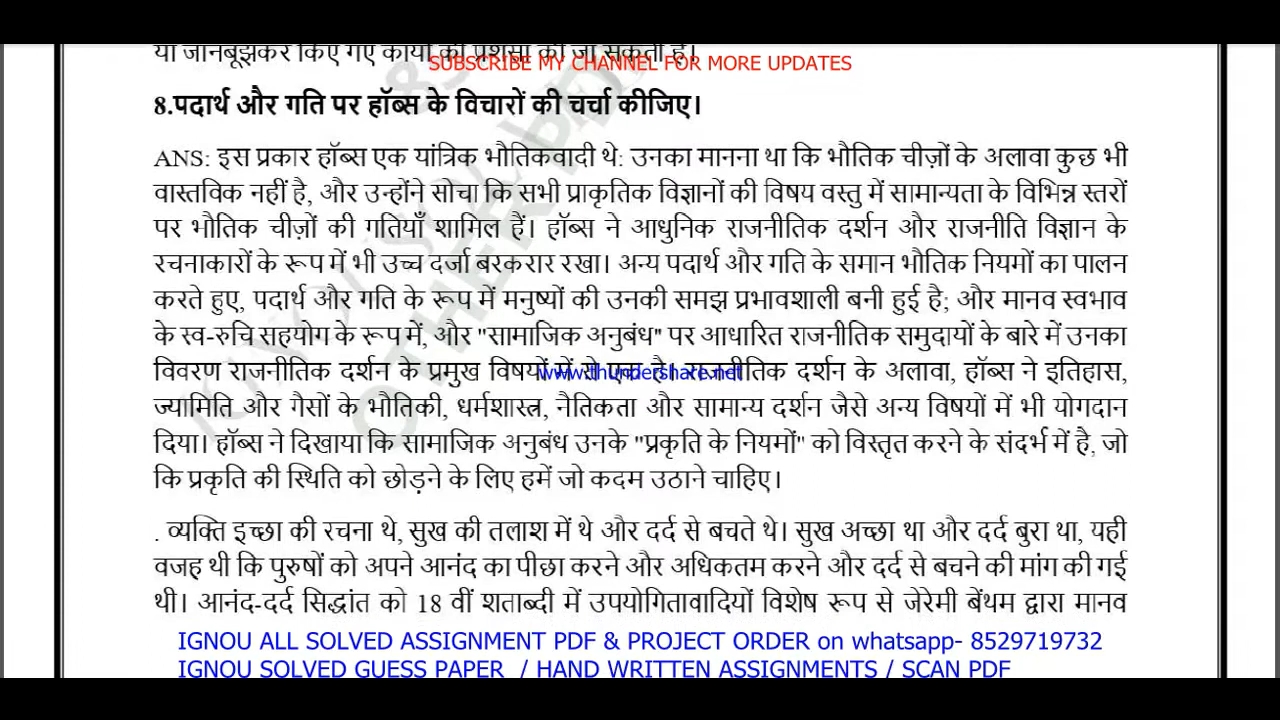 या जानबूझकर किए गए कार्यों की प्रशंसा की जा सकती है।
SUBSCRIBE MY CHANNEL FOR MORE UPDATES
8.पदार्थ और गति पर हॉब्स के विचारों की चर्चा कीजिए।
ANS: इस प्रकार हॉब्स एक यांत्रिक भौतिकवादी थे: उनका मानना था कि भौतिक चीज़ों के अलावा कुछ भी
वास्तविक नहीं है, और उन्होंने सोचा कि सभी प्राकृतिक विज्ञानों की विषय वस्तु में सामान्यता के विभिन्न स्तरों
पर भौतिक चीज़ों की गतियाँ शामिल हैं। हॉब्स ने आधुनिक राजनीतिक दर्शन और राजनीति विज्ञान के
रचनाकारों के रूप में भी उच्च दर्जा बरकरार रखा। अन्य पदार्थ और गति के समान भौतिक नियमों का पालन
करते हुए, पदार्थ और गति के रूप में मनुष्यों की उनकी समझ प्रभावशाली बनी हुई है; और मानव स्वभाव
के स्व-रुचि सहयोग के रूप में, और "सामाजिक अनुबंध" पर आधारित राजनीतिक समुदायों के बारे में उनका
विवरण राजनीतिक दर्शन के प्रमुख विषयों में से एक है। राजनीतिक दर्शन के अलावा, हॉब्स ने इतिहास,
www.thundershare.net
ज्यामिति और गैसों के भौतिकी, धर्मशास्त्र, नैतिकता और सामान्य दर्शन जैसे अन्य विषयों में भी योगदान
दिया। हॉब्स ने दिखाया कि सामाजिक अनुबंध उनके "प्रकृति के नियमों" को विस्तृत करने के संदर्भ में है, जो
कि प्रकृति की स्थिति को छोड़ने के लिए हमें जो कदम उठाने चाहिए।
. व्यक्ति इच्छा की रचना थे, सुख की तलाश में थे और दर्द से बचते थे। सुख अच्छा था और दर्द बुरा था, यही
वजह थी कि पुरुषों को अपने आनंद का पीछा करने और अधिकतम करने और दर्द से बचने की मांग की गई
थी। आनंद-दर्द सिद्धांत को 18 वीं शताब्दी में उपयोगितावादियों विशेष रूप से जेरेमी बेंथम द्वारा मानव
IGNOU ALL SOLVED ASSIGNMENT PDF & PROJECT ORDER on whatsapp- 8529719732
IGNOU SOLVED GUESS PAPER / HAND WRITTEN ASSIGNMENTS / SCAN PDF